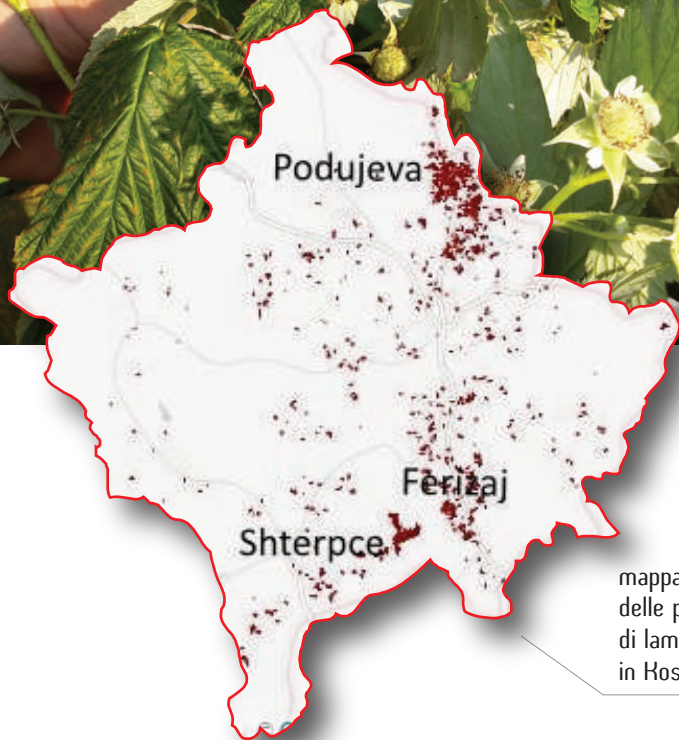 Podujeva
Ferizaj
Shterpce
mappa
delle p
di lam
in Kos